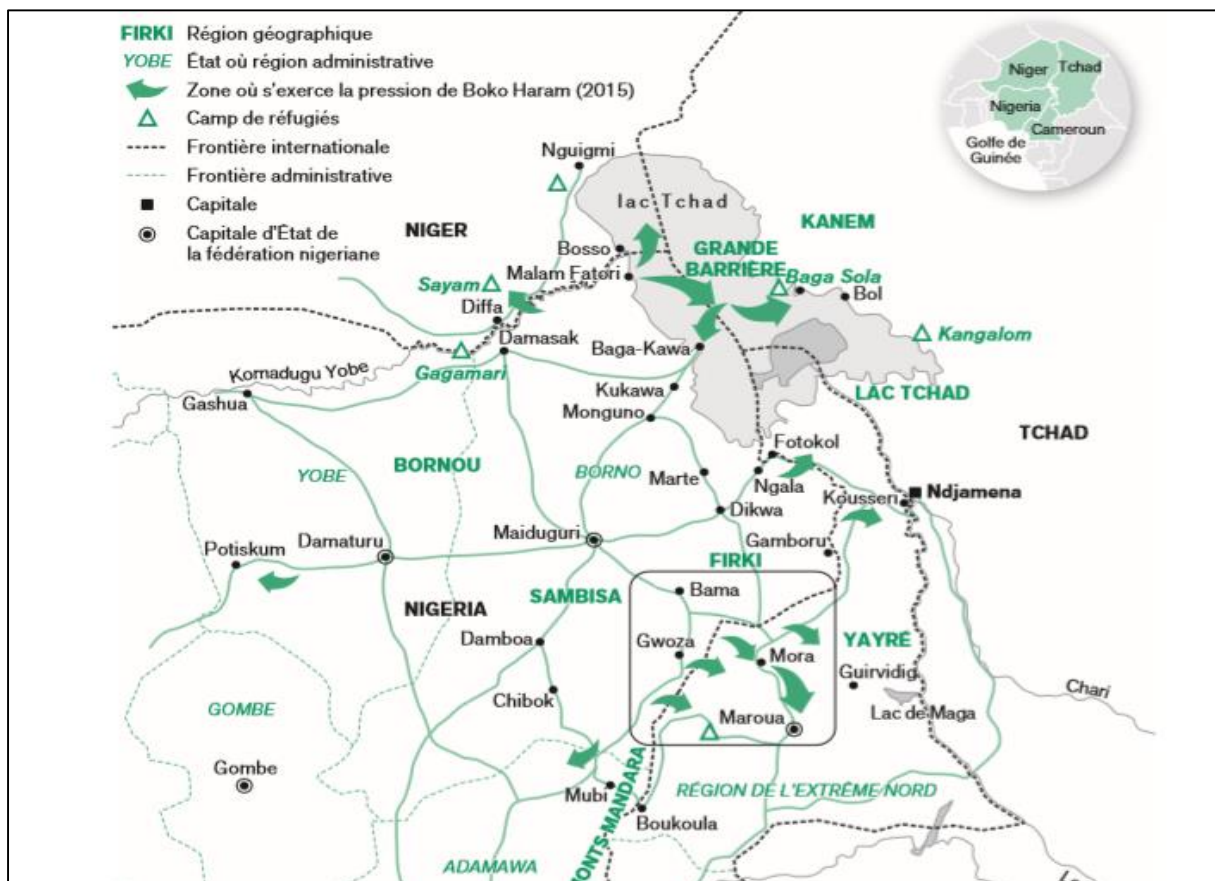 FIRKI Région géographique
YOBE État où région administrative
Zone où s'exerce la pression de Boko Haram (2015)
Camp de réfugiés
Frontière internationale
Frontière administrative
Capitale
Capitale d'État de
la fédération nigeriane
Niger
Tchad
Nigeria
Cameroun
Golfe de
Guinée
Nguigmi
lac Tchad
NIGER
KANEM
Bosso
GRANDE
BARRIÈRE
Malam Fatori
Baga Sola
Sayam
Bol
Diffa
Damasak
Kangalom
Baga-Kawa
Gagamari
Komadugu Yobe
Kukawa
LAC TCHAD
Gashua
Monguno
TCHAD
Fotokol
BORNOU
BORNO
YOBE
Marte
Ngala
Kousseri
Ndjamena
Dikwa
Maiduguri
Damaturu
Gamboru
Potiskum
FIRKI
Bama
SAMBISA
NIGERIA
Damboa
Gwoza
YAYRÉ
Mora
Guirvidig
Chibok
Chari
GOMBE
Maroua
Lac de Maga
Gombe
Mubi
RÉGION DE L'EXTRÊME-NORD
Boukoula
MONTS MANDARA
ADAMAWA